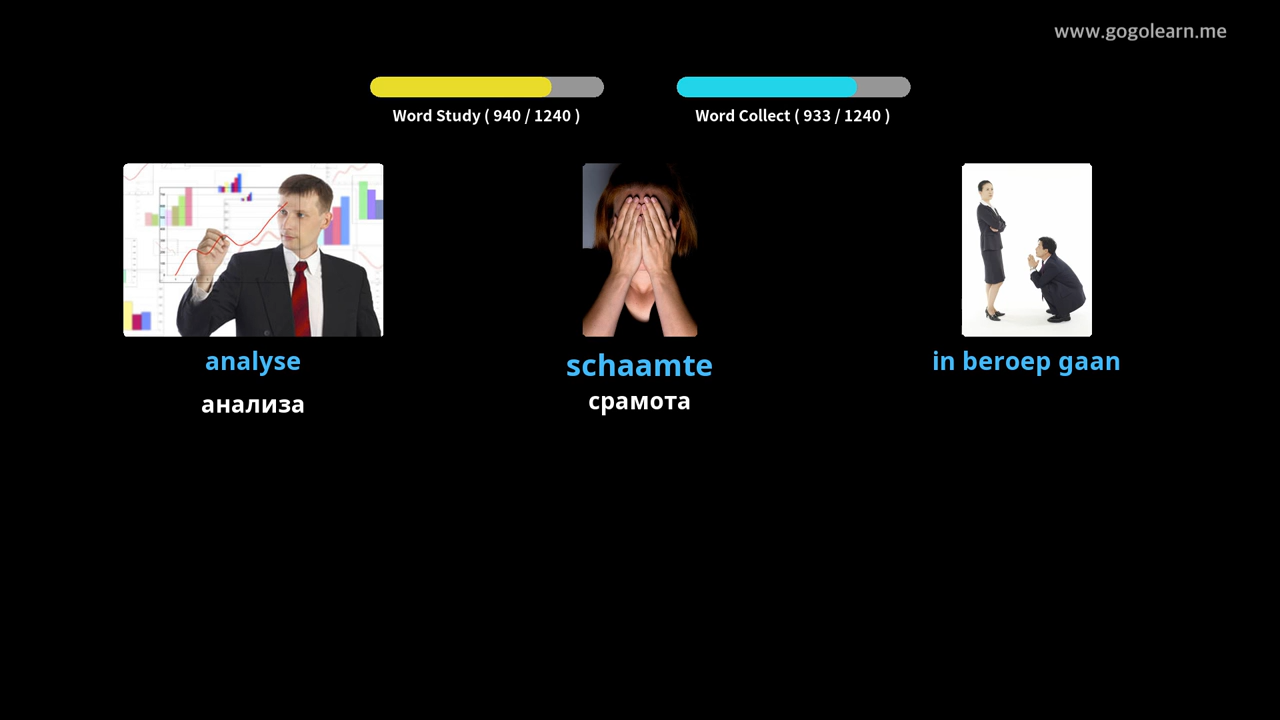 www.gogolearn.me
Word Study ( 940 / 1240 )
Word Collect ( 933 / 1240 )
analyse
анализа
schaamte
срамота
in beroep gaan